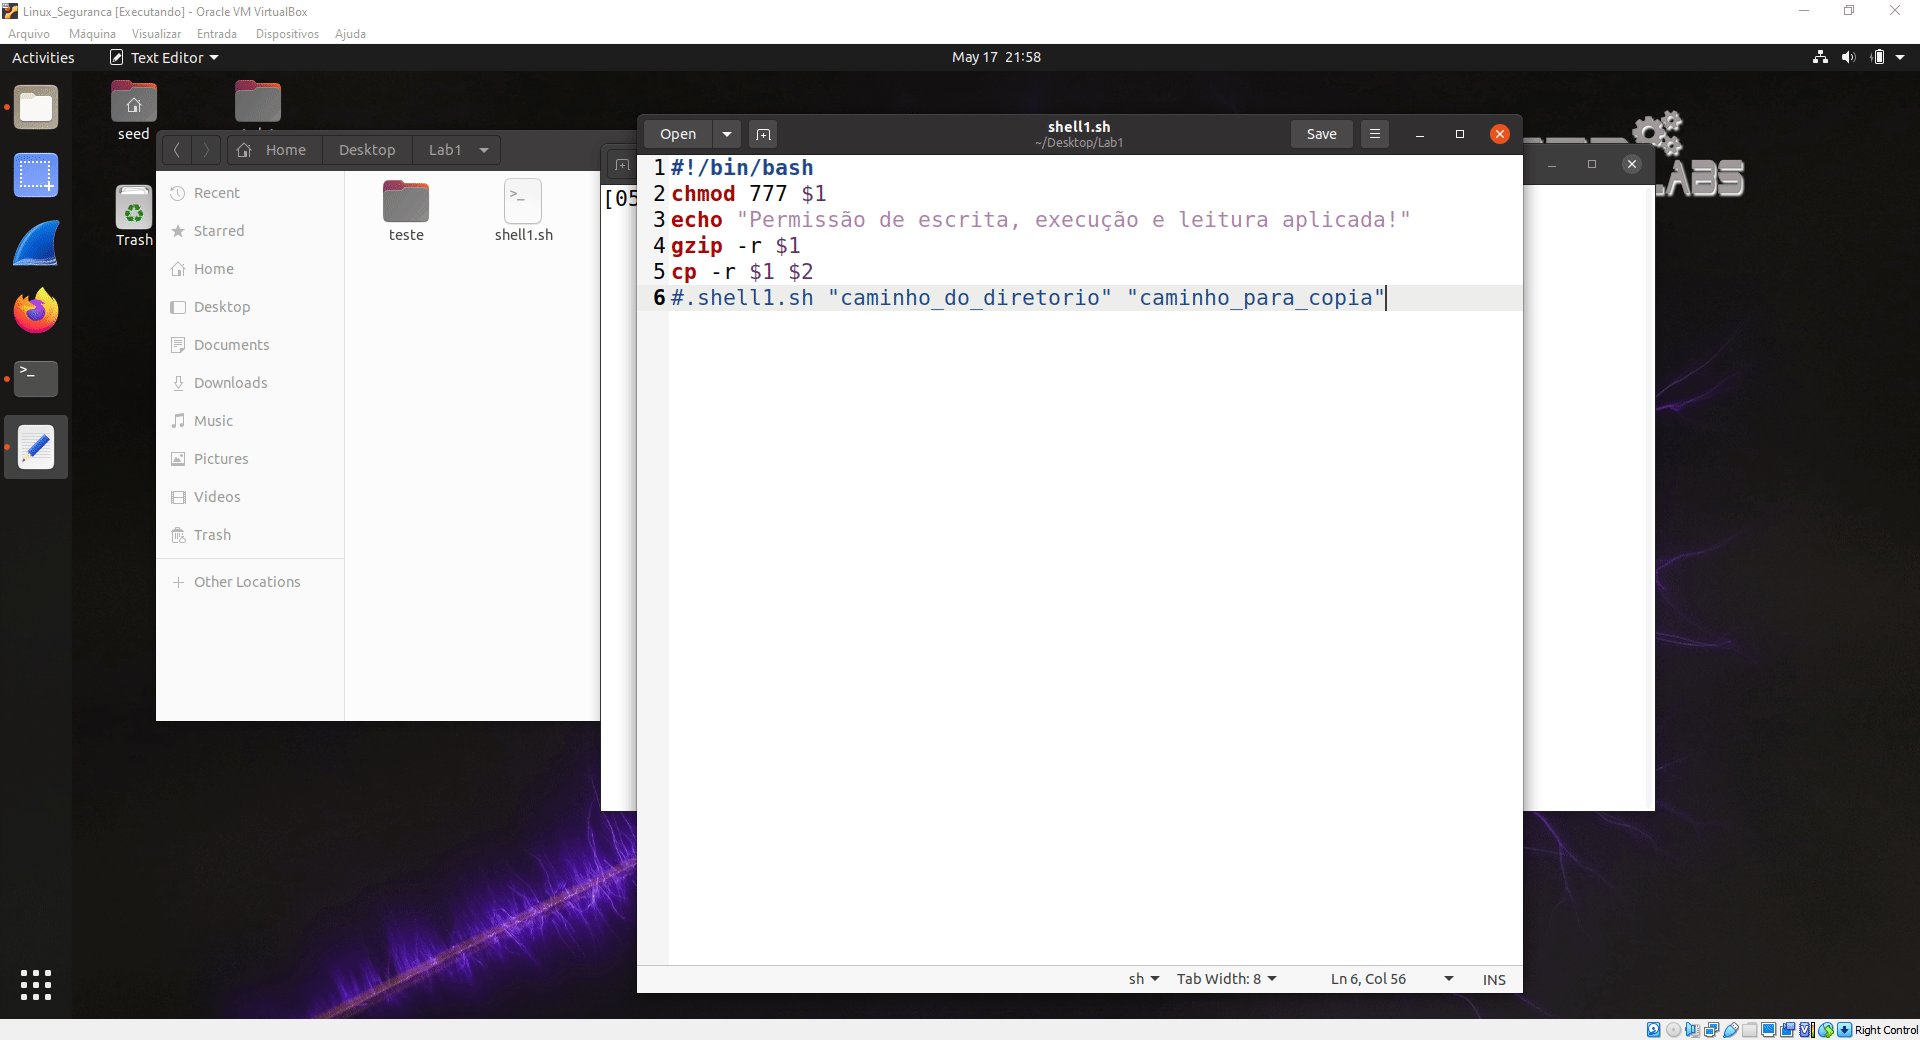 Linux_Seguranca [Executando] - Oracle VM VirtualBox
Arquivo Máquina Visualizar Entrada Dispositivos Ajuda
Activities Text Editor May 17 21:58
seed
Trash
Home Desktop Lab1
Recent
Starred
Home
Desktop
Documents
Downloads
Music
Pictures
Videos
Trash
Other Locations
teste
shell1.sh
[05
Open
shell1.sh
~/Desktop/Lab1
Save
1 #!/bin/bash
2 chmod 777 $1
3 echo "Permissão de escrita, execução e leitura aplicada!"
4 gzip -r $1
5 cp -r $1 $2
6 #.shell1.sh "caminho_do_diretorio" "caminho_para_copia"
sh Tab Width: 8 Ln 6, Col 56 INS
LABS
Right Control